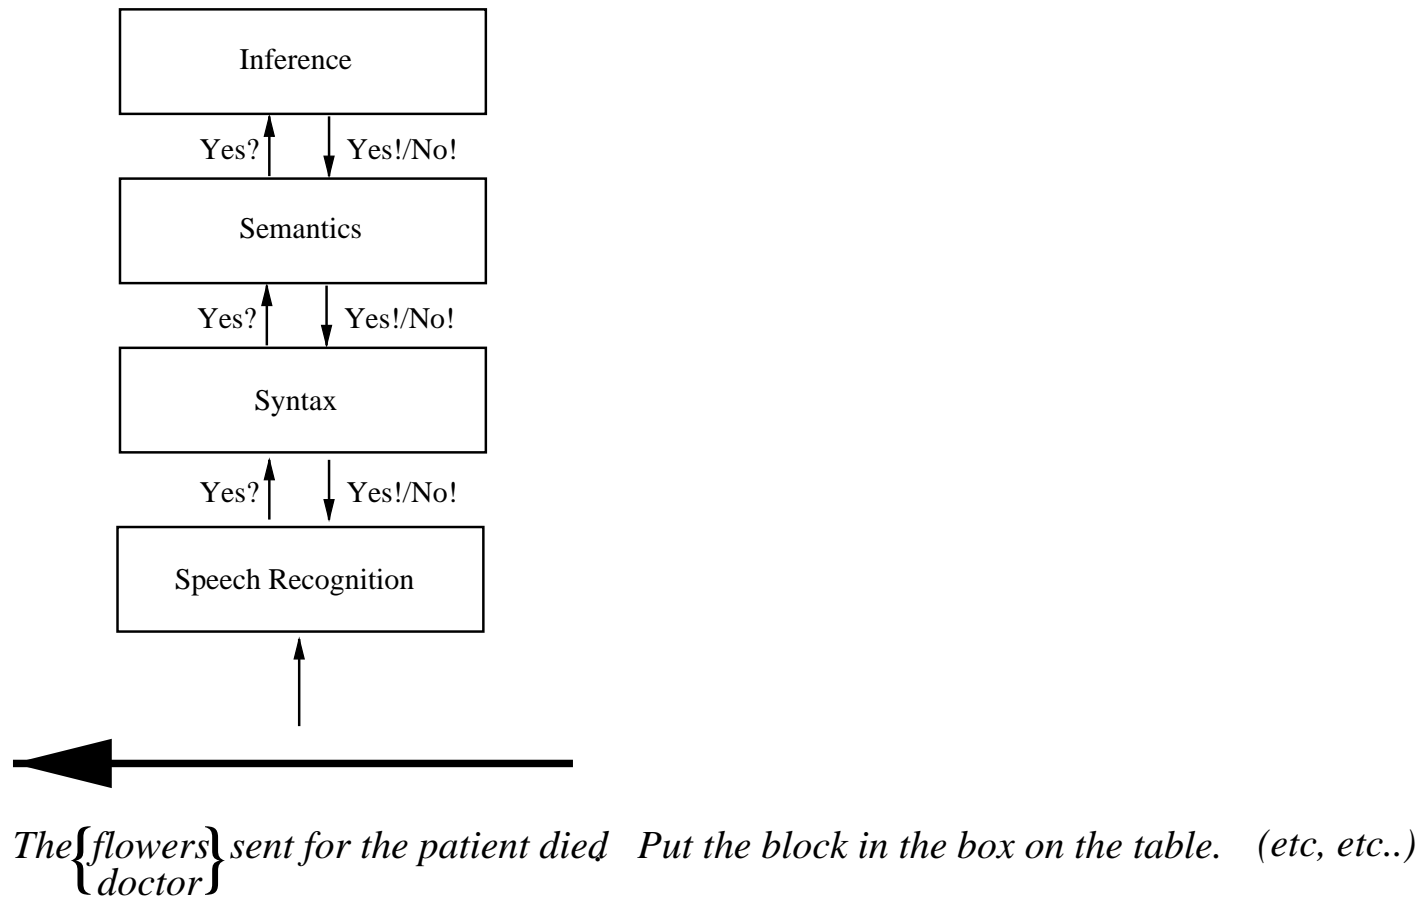 Inference
Yes? Yes!/No!
Semantics
Yes? Yes!/No!
Syntax
Yes? Yes!/No!
Speech Recognition
The {flowers} sent for the patient died. Put the block in the box on the table. (etc, etc..)
{doctor}